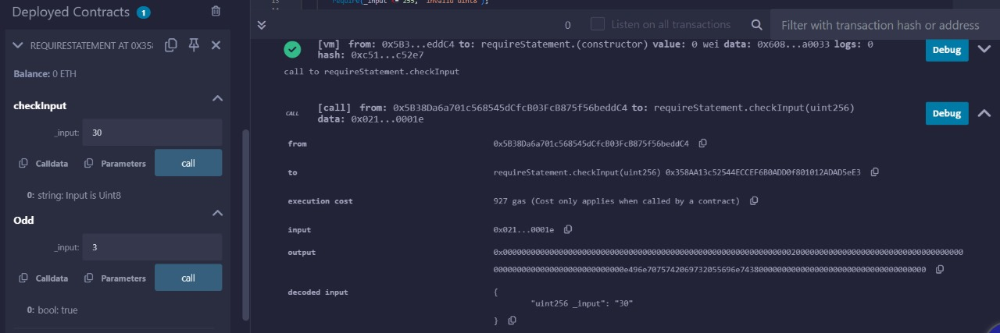 Deployed Contracts 1
REQUIRESTATEMENT AT 0X358
Balance: 0 ETH
checkInput
_input: 30
Calldata Parameters call
0: string: Input is Uint8
Odd
_input: 3
Calldata Parameters call
0: bool: true
require(_input <= 255, "invalid uint8");
0 Listen on all transactions Filter with transaction hash or address
[vm] from: 0x5B3...eddC4 to: requireStatement.(constructor) value: 0 wei data: 0x608...a0033 logs: 0
hash: 0xc51...c52e7
Debug
call to requireStatement.checkInput
CALL [call] from: 0x5B38Da6a701c568545dCfcB03FcB875f56beddC4 to: requireStatement.checkInput(uint256)
data: 0x021...0001e
Debug
from 0x5B38Da6a701c568545dCfcB03FcB875f56beddC4
to requireStatement.checkInput(uint256) 0x358AA13c52544ECCEF6B0ADD0f801012ADAD5eE3
execution cost 927 gas (Cost only applies when called by a contract)
input 0x021...0001e
output
decoded input {
"uint256 _input": "30"
}